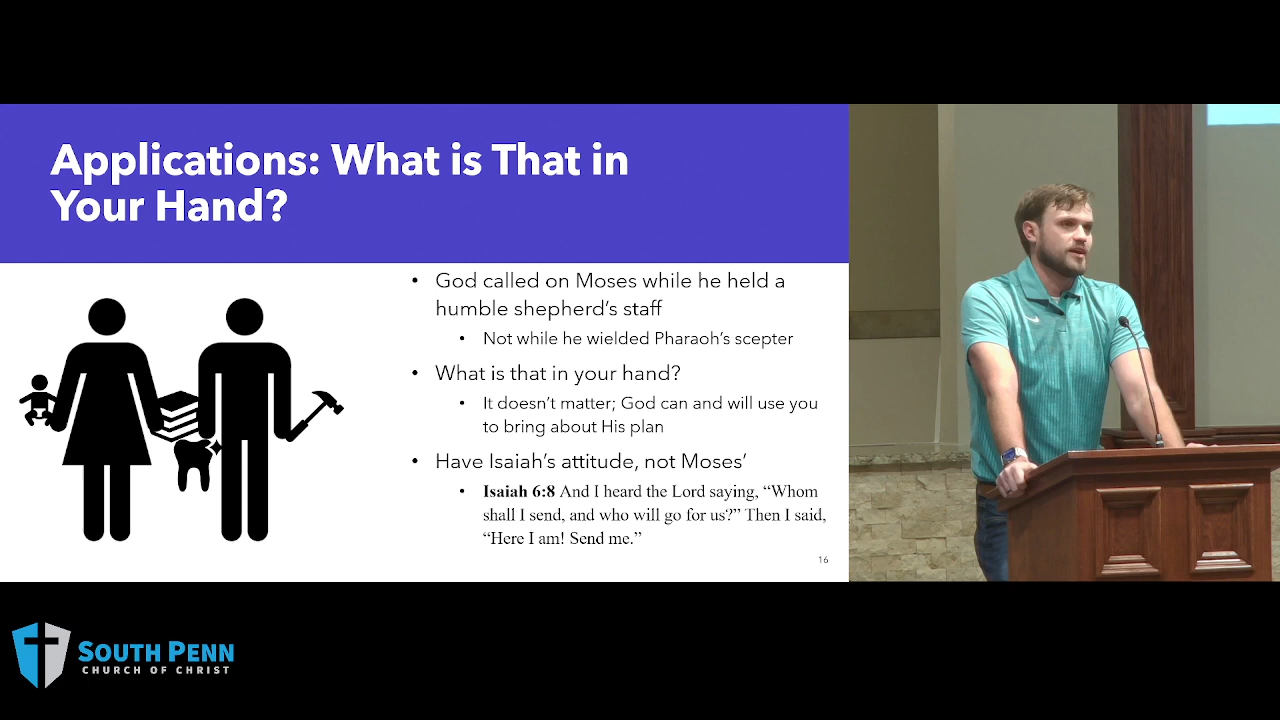 Applications: What is That in
Your Hand?
• God called on Moses while he held a
humble shepherd's staff
• Not while he wielded Pharaoh's scepter
• What is that in your hand?
• It doesn't matter; God can and will use you
to bring about His plan
• Have Isaiah's attitude, not Moses'
• Isaiah 6:8 And I heard the Lord saying, “Whom
shall I send, and who will go for us?” Then I said,
“Here I am! Send me.”
16
SOUTH PENN
CHURCH OF CHRIST